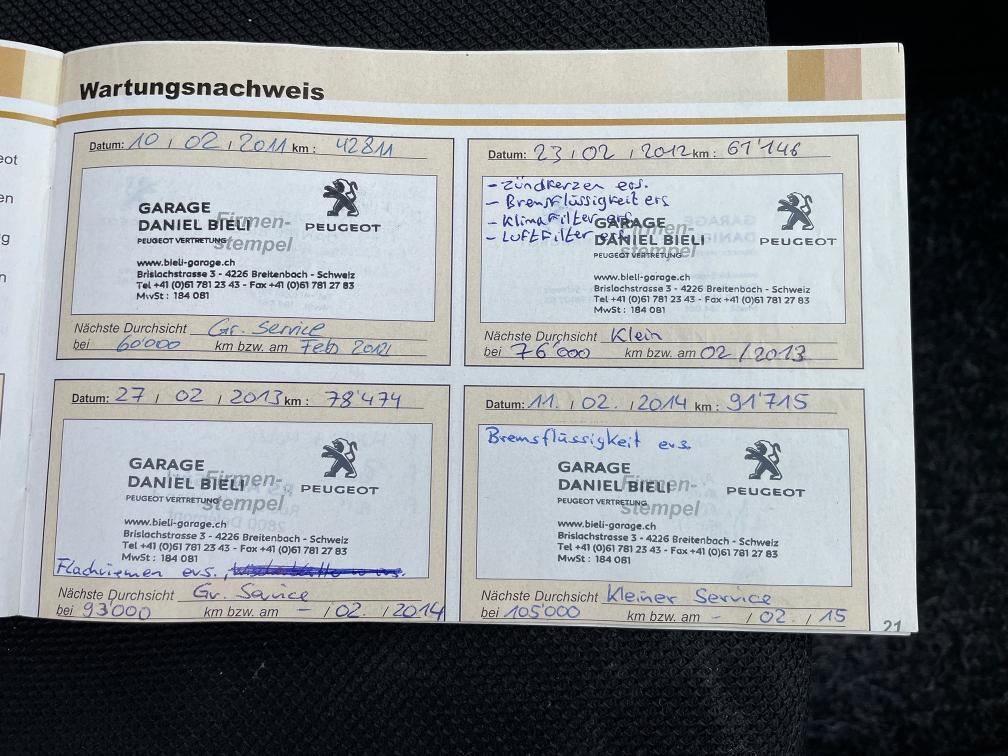 Wartungsnachweis
Datum: 10 / 02 / 2011 km : 42811
GARAGE
DANIEL BIELI
PEUGEOT VERTRETUNG
Firmen-
stempel
PEUGEOT
www.bieli-garage.ch
Brislachstrasse 3 - 4226 Breitenbach - Schweiz
Tel +41 (0)61 781 23 43 - Fax +41 (0)61 781 27 83
MwSt : 184 081
Nächste Durchsicht Gr. Service
bei 60'000 km bzw. am Feb 2012
Datum: 23 / 02 / 2012 km : 61'146
- Zündkerzen ers.
- Bremsflüssigkeit ers
- Klimafilter ers.
- Luftfilter ers.
GARAGE
DANIEL BIELI
PEUGEOT VERTRETUNG
Firmen-
stempel
PEUGEOT
www.bieli-garage.ch
Brislachstrasse 3 - 4226 Breitenbach - Schweiz
Tel +41 (0)61 781 23 43 - Fax +41 (0)61 781 27 83
MwSt : 184 081
Nächste Durchsicht Klein
bei 76'000 km bzw. am 02 / 2013
Datum: 27 / 02 / 2013 km : 78'474
GARAGE
DANIEL BIELI
PEUGEOT VERTRETUNG
Firmen-
stempel
PEUGEOT
www.bieli-garage.ch
Brislachstrasse 3 - 4226 Breitenbach - Schweiz
Tel +41 (0)61 781 23 43 - Fax +41 (0)61 781 27 83
MwSt : 184 081
Flachriemen ers.,
Nächste Durchsicht Gr. Service
bei 93'000 km bzw. am - / 02. / 2014
Datum: 11. / 02. / 2014 km : 91'715
Bremsflüssigkeit ers.
GARAGE
DANIEL BIELI
PEUGEOT VERTRETUNG
Firmen-
stempel
PEUGEOT
www.bieli-garage.ch
Brislachstrasse 3 - 4226 Breitenbach - Schweiz
Tel +41 (0)61 781 23 43 - Fax +41 (0)61 781 27 83
MwSt : 184 081
Nächste Durchsicht Kleiner Service
bei 105'000 km bzw. am - / 02. / 15
21